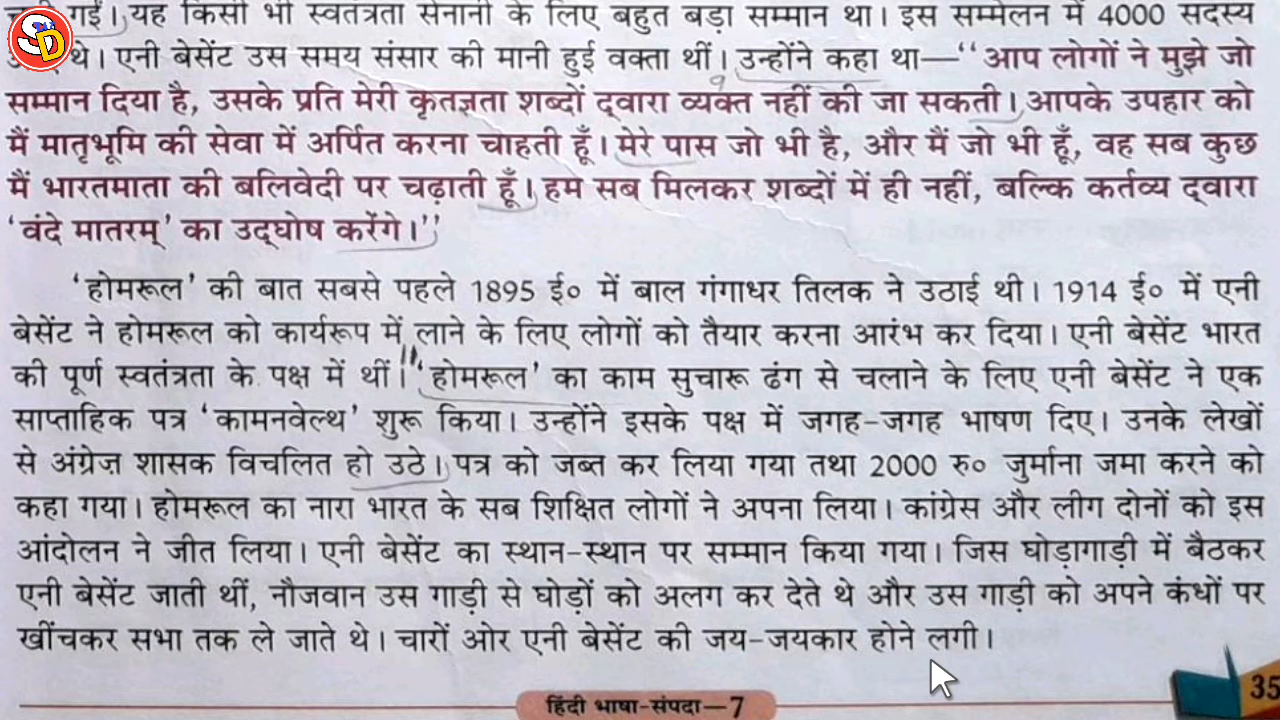 गईं। यह किसी भी स्वतंत्रता सेनानी के लिए बहुत बड़ा सम्मान था। इस सम्मेलन में 4000 सदस्य
थे। एनी बेसेंट उस समय संसार की मानी हुई वक्ता थीं। उन्होंने कहा था—“आप लोगों ने मुझे जो
सम्मान दिया है, उसके प्रति मेरी कृतज्ञता शब्दों द्वारा व्यक्त नहीं की जा सकती। आपके उपहार को
मैं मातृभूमि की सेवा में अर्पित करना चाहती हूँ। मेरे पास जो भी है, और मैं जो भी हूँ, वह सब कुछ
मैं भारतमाता की बलिवेदी पर चढ़ाती हूँ। हम सब मिलकर शब्दों में ही नहीं, बल्कि कर्तव्य द्वारा
‘वंदे मातरम्’ का उद्घोष करेंगे।”
‘होमरूल’ की बात सबसे पहले 1895 ई० में बाल गंगाधर तिलक ने उठाई थी। 1914 ई० में एनी
बेसेंट ने होमरूल को कार्यरूप में लाने के लिए लोगों को तैयार करना आरंभ कर दिया। एनी बेसेंट भारत
की पूर्ण स्वतंत्रता के पक्ष में थीं। ‘होमरूल’ का काम सुचारू ढंग से चलाने के लिए एनी बेसेंट ने एक
साप्ताहिक पत्र ‘कामनवेल्थ’ शुरू किया। उन्होंने इसके पक्ष में जगह-जगह भाषण दिए। उनके लेखों
से अंग्रेज़ शासक विचलित हो उठे। पत्र को जब्त कर लिया गया तथा 2000 रु० जुर्माना जमा करने को
कहा गया। होमरूल का नारा भारत के सब शिक्षित लोगों ने अपना लिया। कांग्रेस और लीग दोनों को इस
आंदोलन ने जीत लिया। एनी बेसेंट का स्थान-स्थान पर सम्मान किया गया। जिस घोड़ागाड़ी में बैठकर
एनी बेसेंट जाती थीं, नौजवान उस गाड़ी से घोड़ों को अलग कर देते थे और उस गाड़ी को अपने कंधों पर
खींचकर सभा तक ले जाते थे। चारों ओर एनी बेसेंट की जय-जयकार होने लगी।
हिंदी भाषा-संपदा—7
35
SD